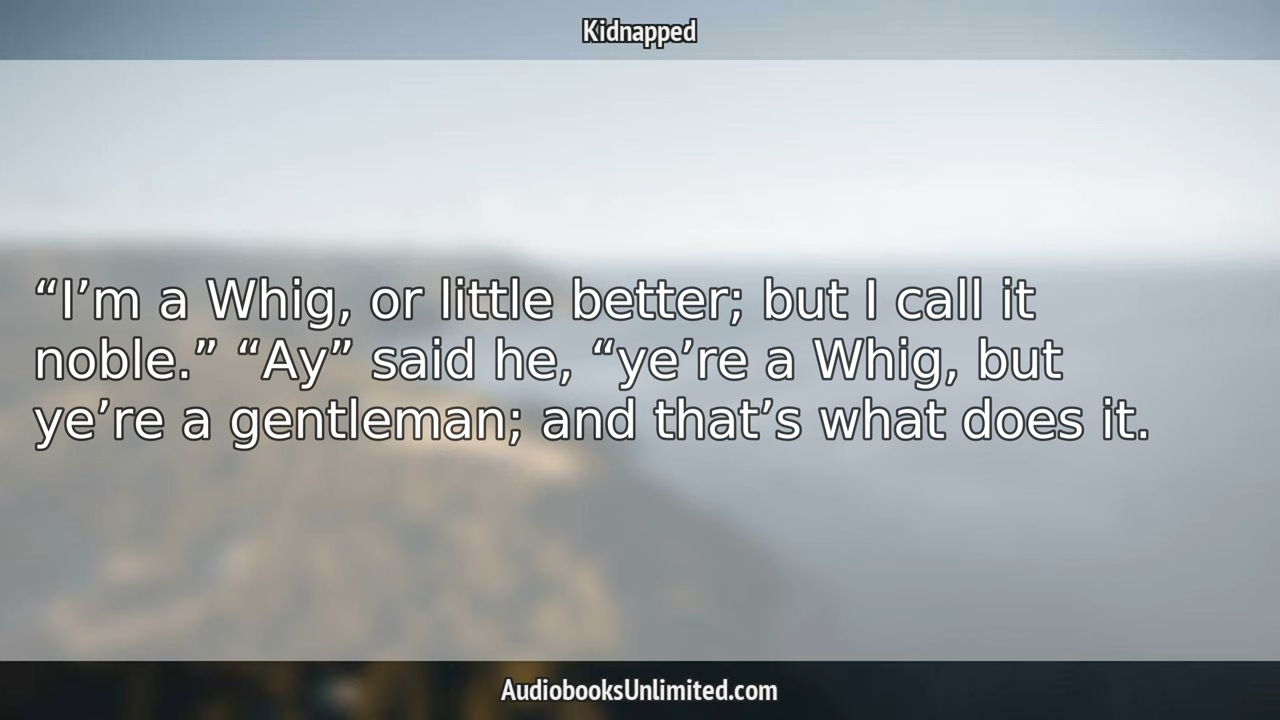 Kidnapped
“I’m a Whig, or little better; but I call it
noble.” “Ay” said he, “ye’re a Whig, but
ye’re a gentleman; and that’s what does it.
AudiobooksUnlimited.com